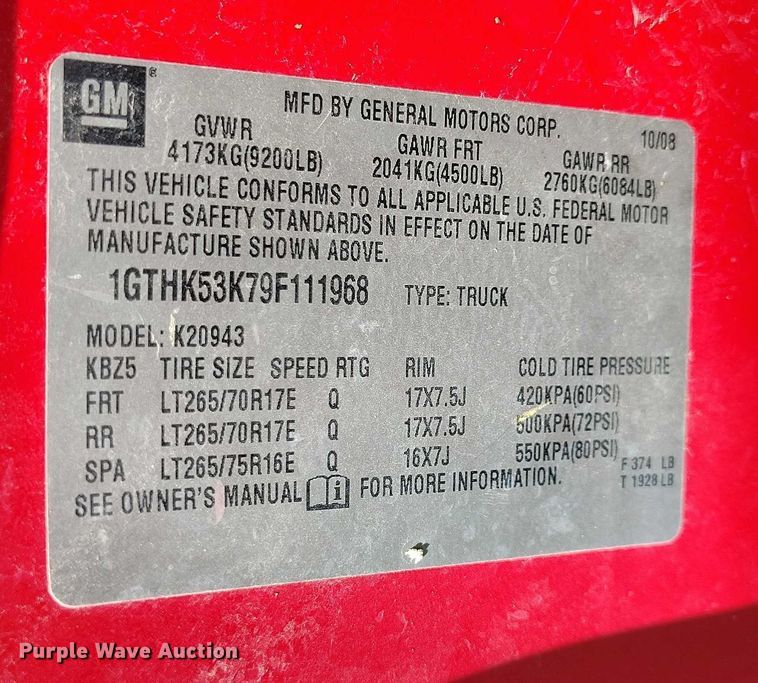 GM ®
MFD BY GENERAL MOTORS CORP. 10/08
GVWR GAWR FRT GAWR RR
4173KG(9200LB) 2041KG(4500LB) 2760KG(6084LB)
THIS VEHICLE CONFORMS TO ALL APPLICABLE U.S. FEDERAL MOTOR
VEHICLE SAFETY STANDARDS IN EFFECT ON THE DATE OF
MANUFACTURE SHOWN ABOVE.
1GTHK53K79F111968 TYPE: TRUCK
MODEL: K20943
KBZ5 TIRE SIZE SPEED RTG RIM COLD TIRE PRESSURE
FRT LT265/70R17E Q 17X7.5J 420KPA(60PSI)
RR LT265/70R17E Q 17X7.5J 500KPA(72PSI)
SPA LT265/75R16E Q 16X7J 550KPA(80PSI)
SEE OWNER'S MANUAL i FOR MORE INFORMATION.
F 374 LB
T 1928 LB
Purple Wave Auction